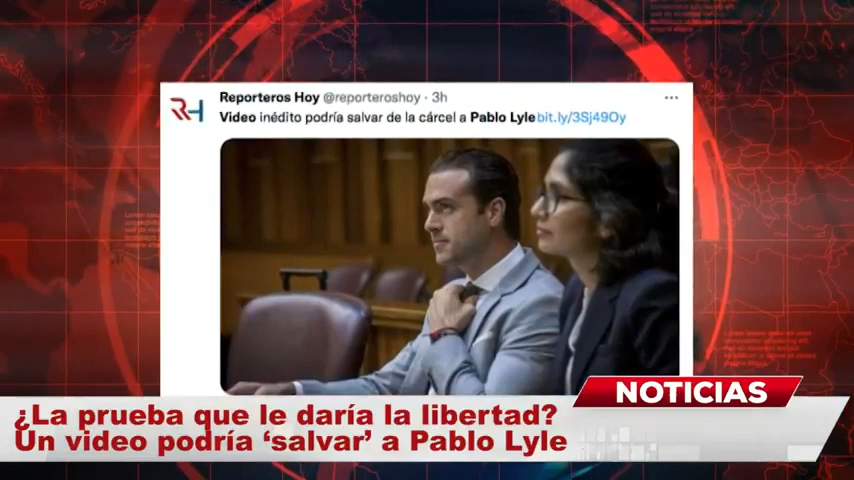 Reporteros Hoy @reporteroshoy · 3h
Video inédito podría salvar de la cárcel a Pablo Lyle bit.ly/3Sj49Oy
NOTICIAS
¿La prueba que le daría la libertad?
Un video podría ‘salvar’ a Pablo Lyle